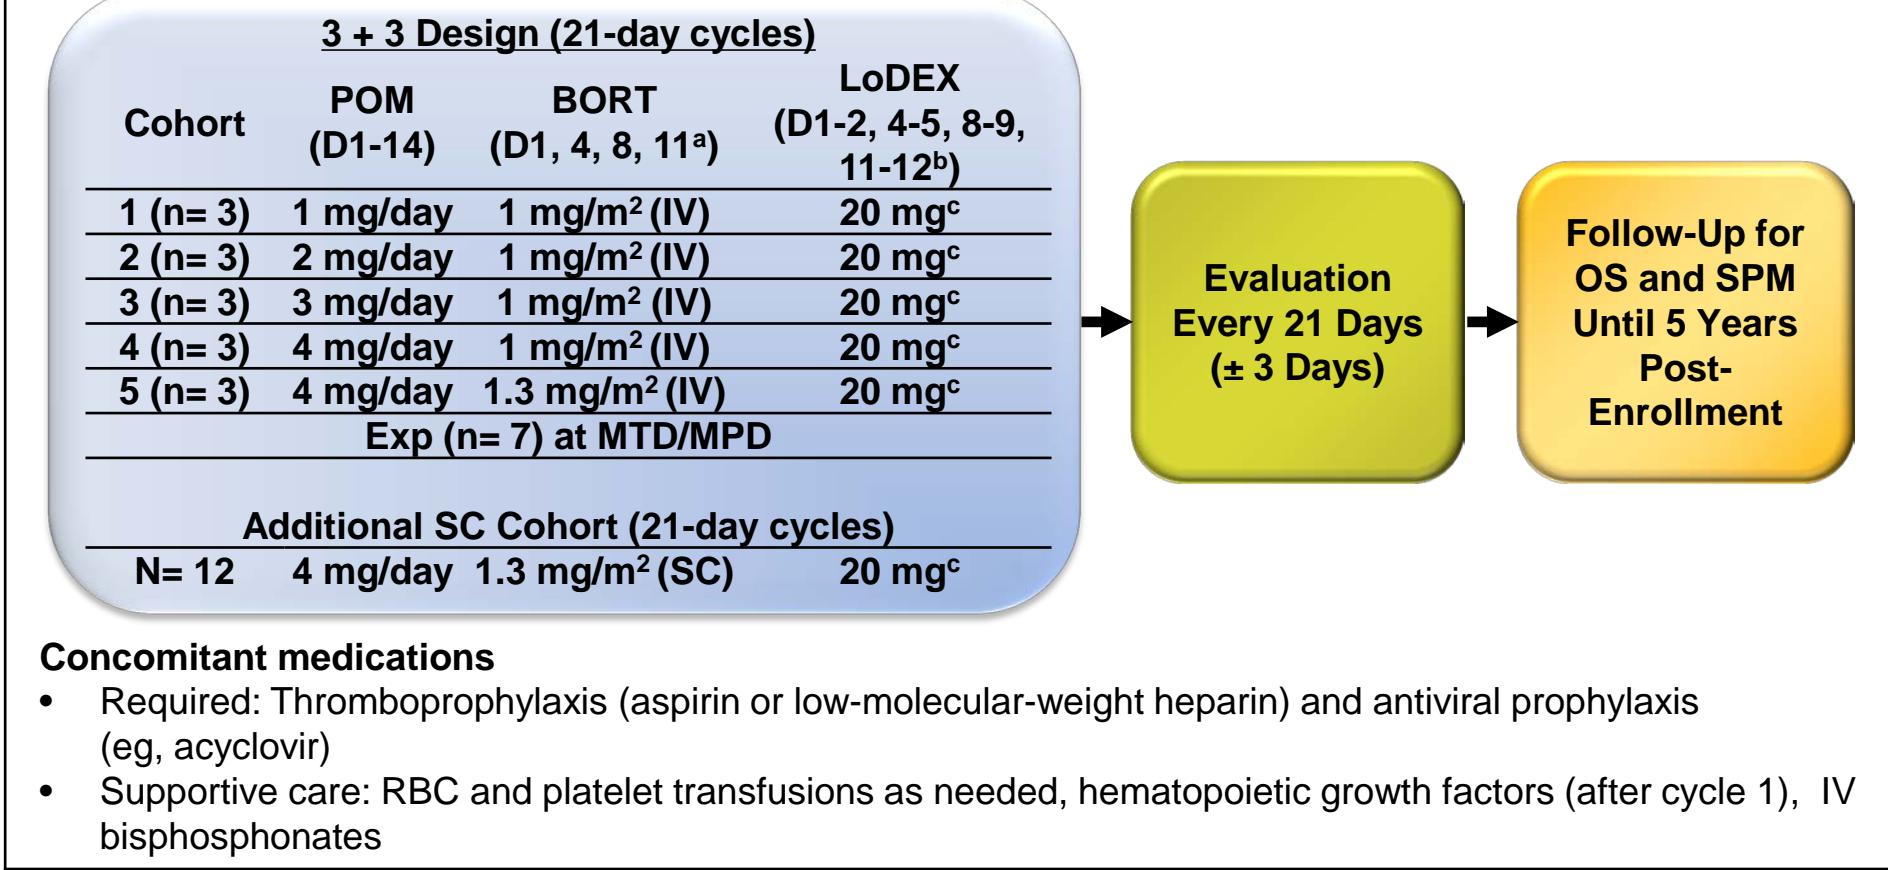 3 + 3 Design (21-day cycles)
Cohort
POM
(D1-14)
BORT
(D1, 4, 8, 11ᵃ)
LoDEX
(D1-2, 4-5, 8-9,
11-12ᵇ)
1 (n= 3) 1 mg/day 1 mg/m² (IV) 20 mgᶜ
2 (n= 3) 2 mg/day 1 mg/m² (IV) 20 mgᶜ
3 (n= 3) 3 mg/day 1 mg/m² (IV) 20 mgᶜ
4 (n= 3) 4 mg/day 1 mg/m² (IV) 20 mgᶜ
5 (n= 3) 4 mg/day 1.3 mg/m² (IV) 20 mgᶜ
Exp (n= 7) at MTD/MPD
Additional SC Cohort (21-day cycles)
N= 12 4 mg/day 1.3 mg/m² (SC) 20 mgᶜ
Evaluation
Every 21 Days
(± 3 Days)
Follow-Up for
OS and SPM
Until 5 Years
Post-
Enrollment
Concomitant medications
• Required: Thromboprophylaxis (aspirin or low-molecular-weight heparin) and antiviral prophylaxis
(eg, acyclovir)
• Supportive care: RBC and platelet transfusions as needed, hematopoietic growth factors (after cycle 1), IV
bisphosphonates